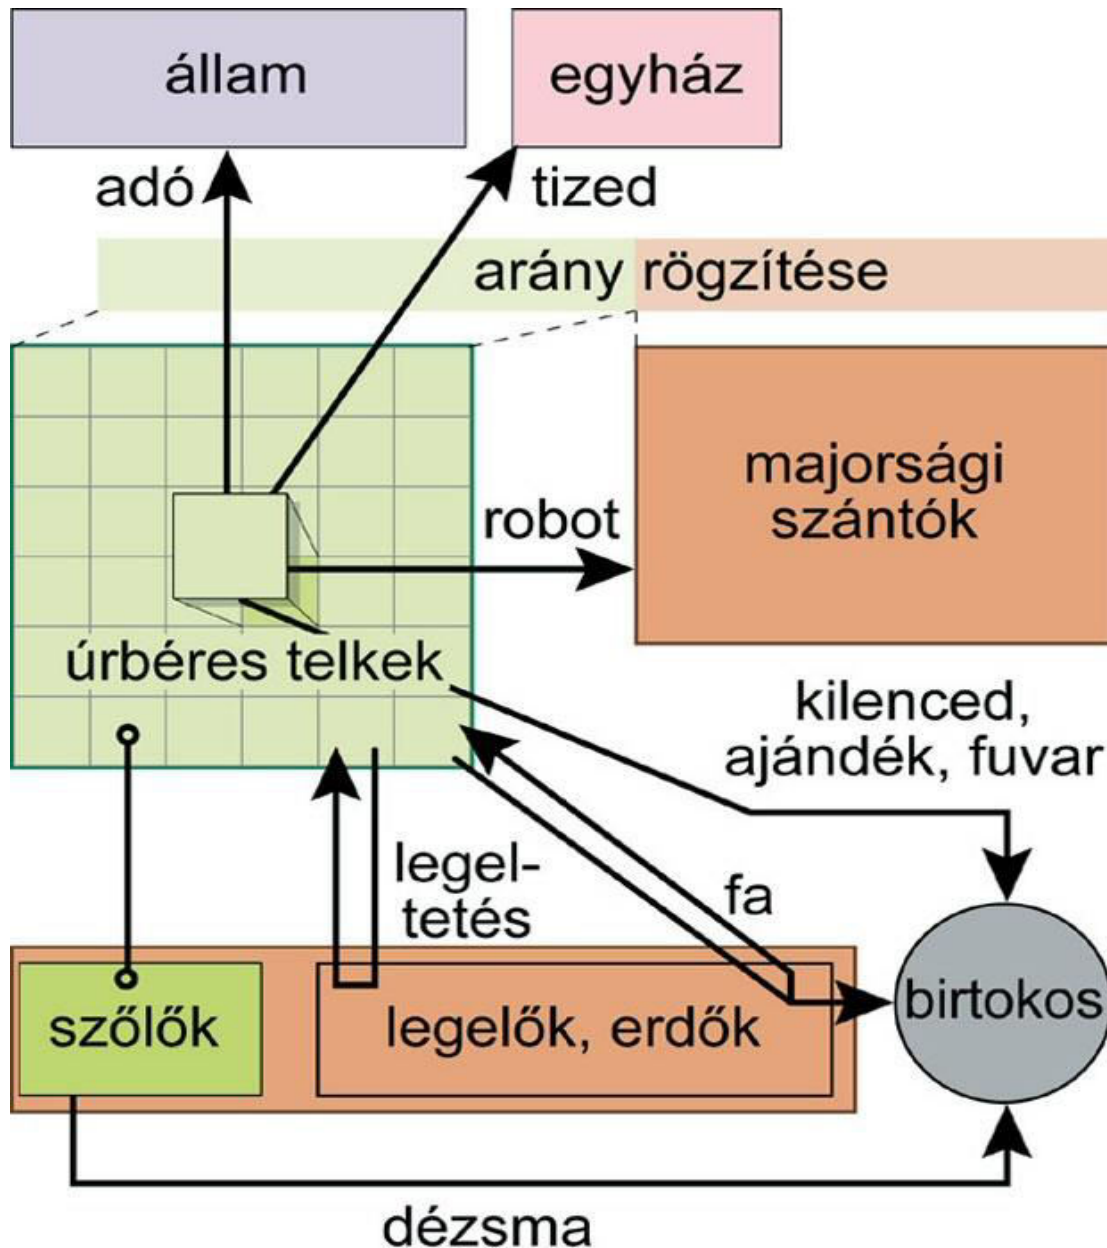 állam
egyház
adó
tized
arány rögzítése
majorsági
szántók
robot
úrbéres telkek
kilenced,
ajándék, fuvar
legel-
tetés
fa
szőlők
legelők, erdők
birtokos
dézsma